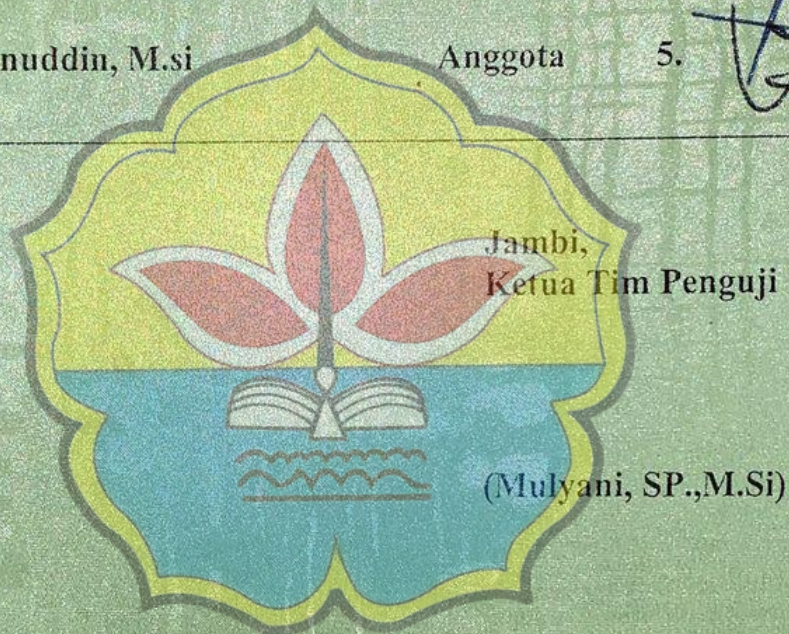 nuddin, M.si Anggota 5.
Jambi,
Ketua Tim Penguji
(Mulyani, SP.,M.Si)